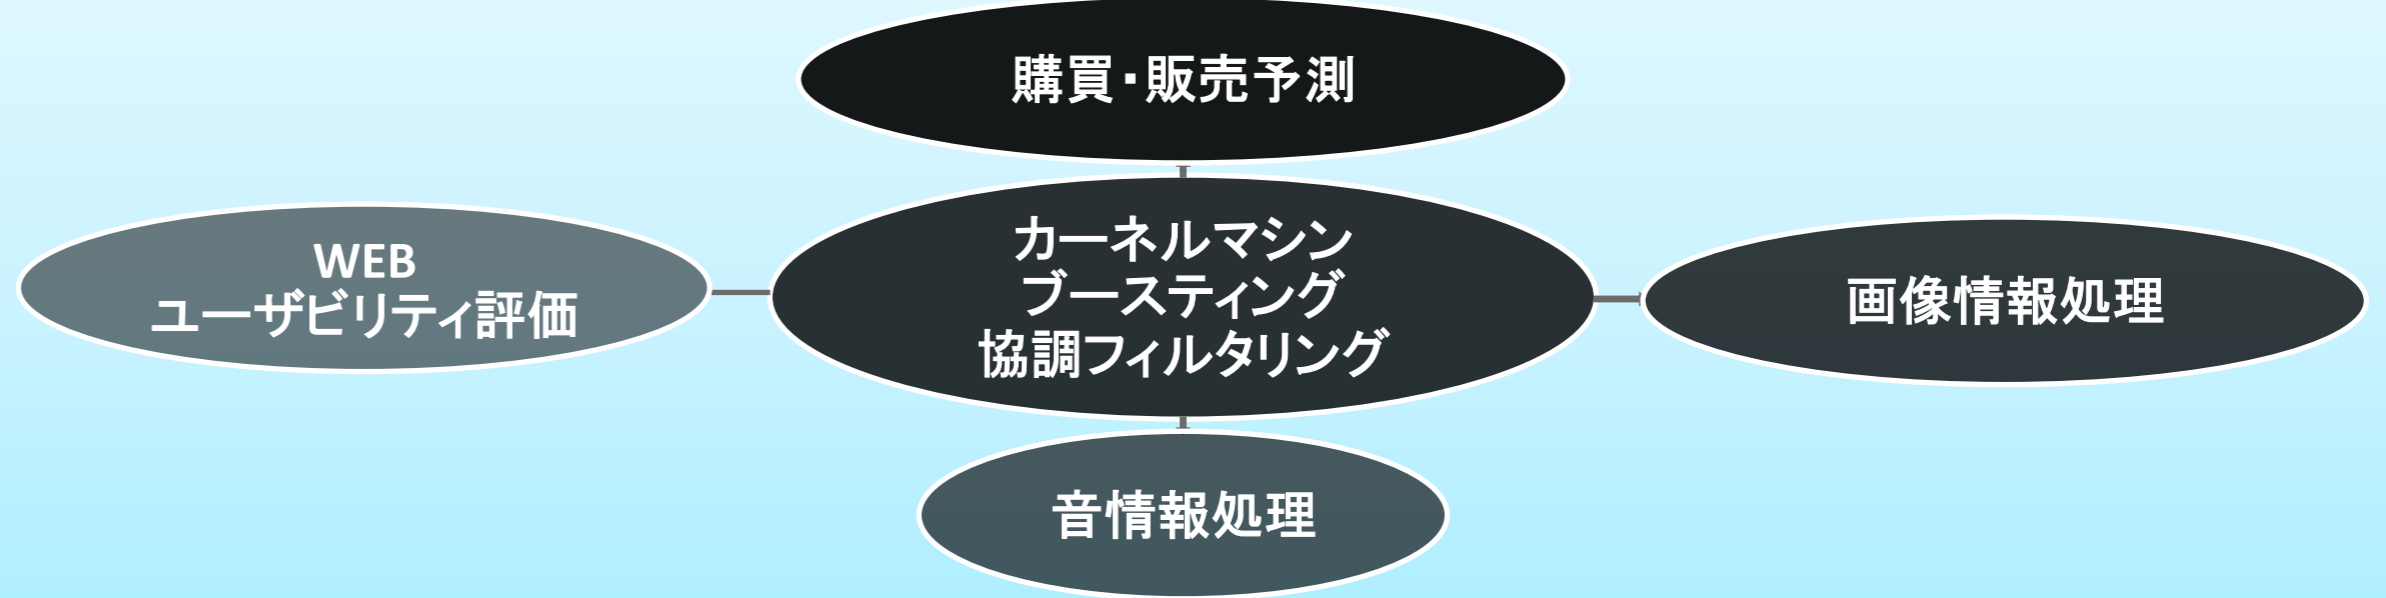 購買・販売予測
WEB
ユーザビリティ評価
カーネルマシン
ブースティング
協調フィルタリング
画像情報処理
音情報処理